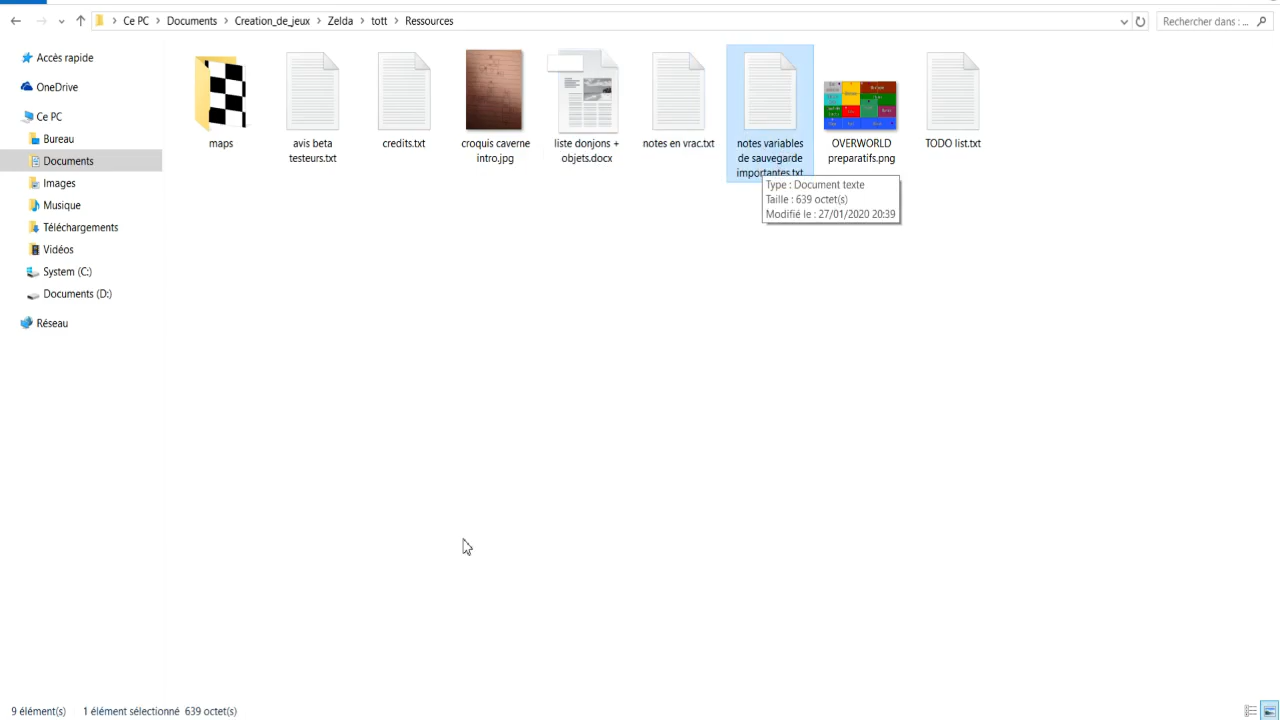 Ce PC > Documents > Creation_de_jeux > Zelda > tott > Ressources
Rechercher dans : ...
Accès rapide
OneDrive
Ce PC
Bureau
Documents
Images
Musique
Téléchargements
Vidéos
System (C:)
Documents (D:)
Réseau
maps
avis beta
testeurs.txt
credits.txt
croquis caverne
intro.jpg
liste donjons +
objets.docx
notes en vrac.txt
notes variables
de sauvegarde
importantes.txt
OVERWORLD
preparatifs.png
TODO list.txt
Type : Document texte
Taille : 639 octet(s)
Modifié le : 27/01/2020 20:39
9 élément(s) 1 élément sélectionné 639 octet(s)